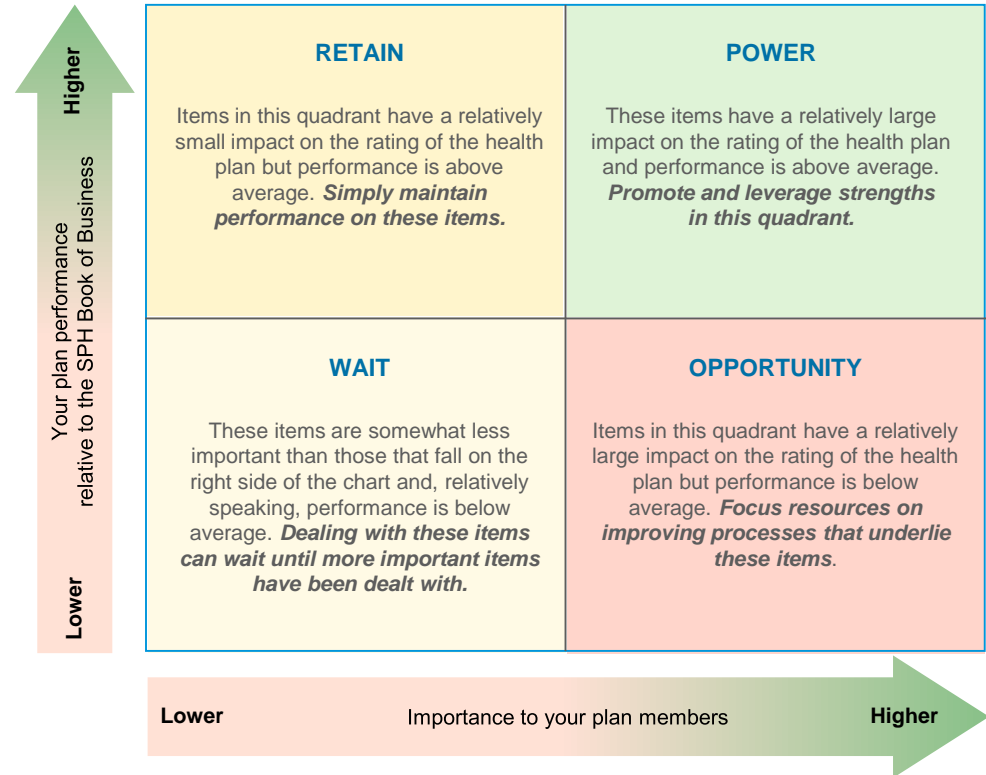 Higher
Your plan performance
relative to the SPH Book of Business
Lower
RETAIN
Items in this quadrant have a relatively
small impact on the rating of the health
plan but performance is above
average. Simply maintain
performance on these items.
POWER
These items have a relatively large
impact on the rating of the health plan
and performance is above average.
Promote and leverage strengths
in this quadrant.
WAIT
These items are somewhat less
important than those that fall on the
right side of the chart and, relatively
speaking, performance is below
average. Dealing with these items
can wait until more important items
have been dealt with.
OPPORTUNITY
Items in this quadrant have a relatively
large impact on the rating of the health
plan but performance is below
average. Focus resources on
improving processes that underlie
these items.
Lower Importance to your plan members Higher